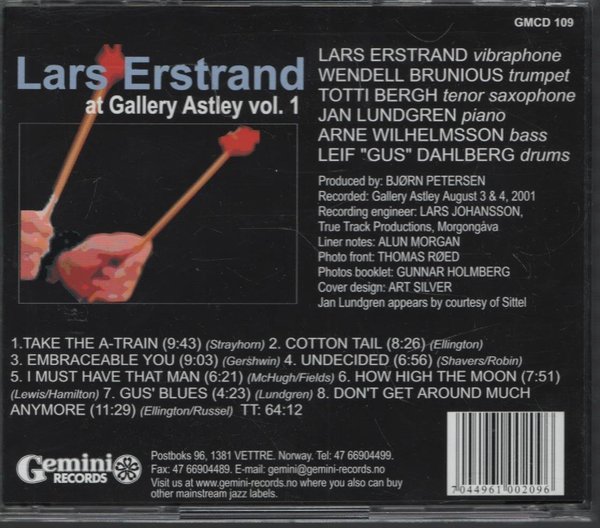 GMCD 109
Lars Erstrand
at Gallery Astley vol. 1
LARS ERSTRAND vibraphone
WENDELL BRUNIOUS trumpet
TOTTI BERGH tenor saxophone
JAN LUNDGREN piano
ARNE WILHELMSSON bass
LEIF "GUS" DAHLBERG drums
Produced by: BJØRN PETERSEN
Recorded: Gallery Astley August 3 & 4, 2001
Recording engineer: LARS JOHANSSON,
True Track Productions, Morgongåva
Liner notes: ALUN MORGAN
Photo front: THOMAS RØED
Photos booklet: GUNNAR HOLMBERG
Cover design: ART SILVER
Jan Lundgren appears by courtesy of Sittel
1.TAKE THE A-TRAIN (9:43) (Strayhorn) 2. COTTON TAIL (8:26) (Ellington)
3. EMBRACEABLE YOU (9:03) (Gershwin) 4. UNDECIDED (6:56) (Shavers/Robin)
5. I MUST HAVE THAT MAN (6:21) (McHugh/Fields) 6. HOW HIGH THE MOON (7:51)
(Lewis/Hamilton) 7. GUS' BLUES (4:23) (Lundgren) 8. DON'T GET AROUND MUCH
ANYMORE (11:29) (Ellington/Russel) TT: 64:12
Gemini
RECORDS
Postboks 96, 1381 VETTRE. Norway. Tel: 47 66904499.
Fax: 47 66904489. E-mail: gemini@gemini-records.no
Visit us at www.gemini-records.no where you also can buy
other mainstream jazz labels.
7 044961 002096